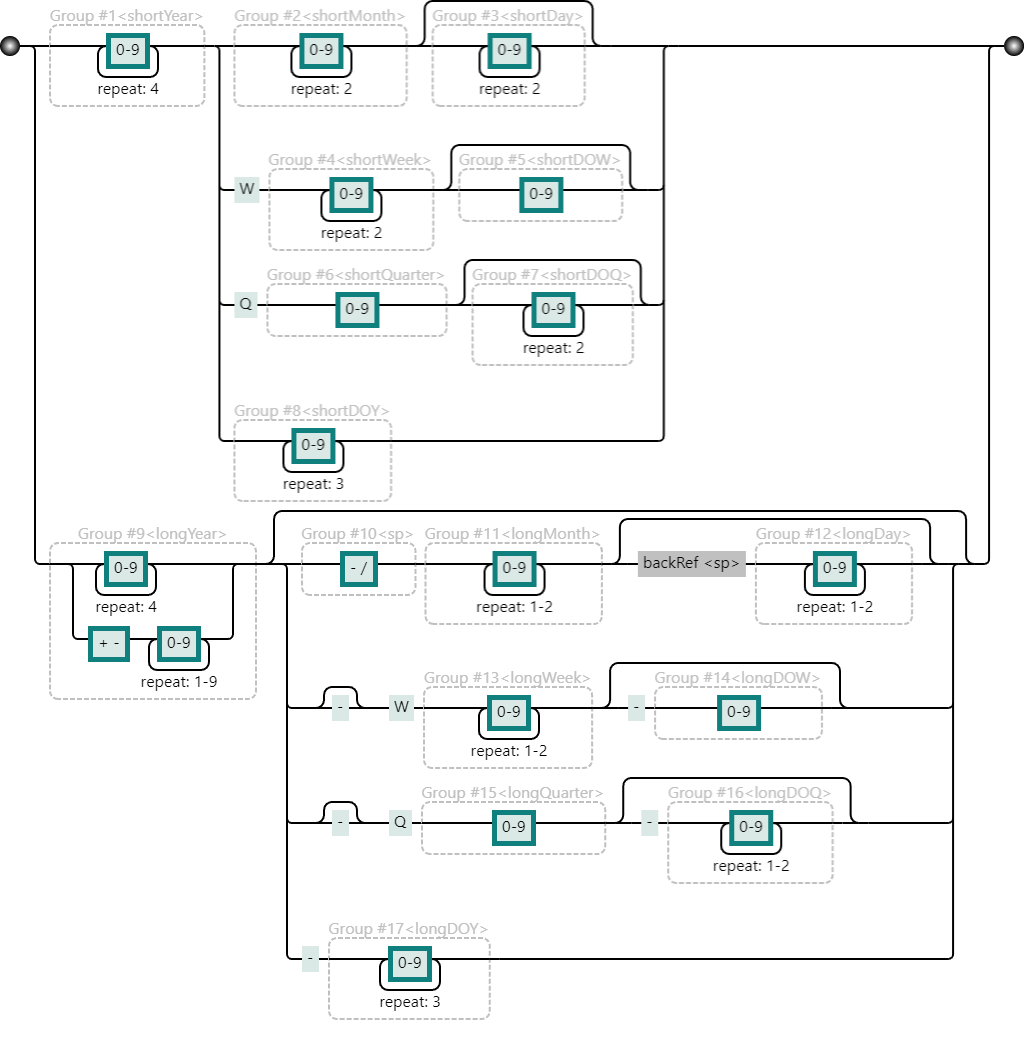 Group #1<shortYear> Group #2<shortMonth> Group #3<shortDay>
0-9 0-9 0-9
repeat: 4 repeat: 2 repeat: 2
Group #4<shortWeek> Group #5<shortDOW>
W 0-9 0-9
repeat: 2
Group #6<shortQuarter> Group #7<shortDOQ>
Q 0-9 0-9
repeat: 2
Group #8<shortDOY>
0-9
repeat: 3
Group #9<longYear> Group #10<sp> Group #11<longMonth> Group #12<longDay>
0-9 - / 0-9 backRef <sp> 0-9
repeat: 4 repeat: 1-2 repeat: 1-2
+ - 0-9
repeat: 1-9
Group #13<longWeek> Group #14<longDOW>
- W 0-9 - 0-9
repeat: 1-2
Group #15<longQuarter> Group #16<longDOQ>
- Q 0-9 - 0-9
repeat: 1-2
Group #17<longDOY>
- 0-9
repeat: 3